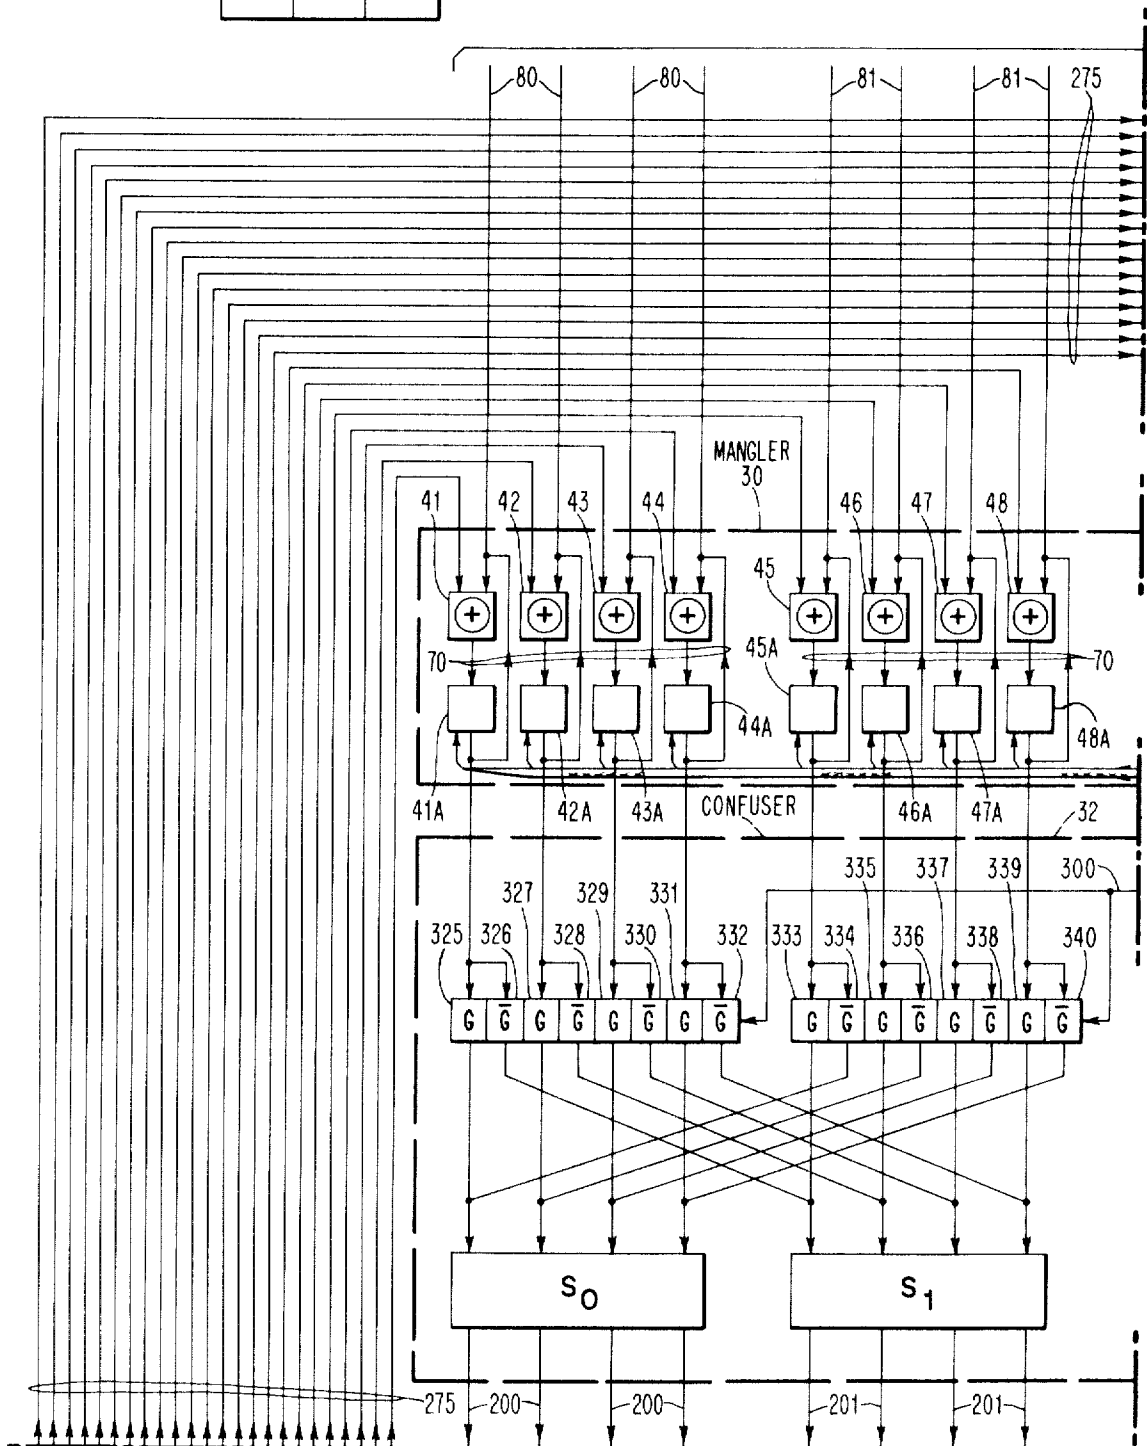 80 80 81 81 275
MANGLER
30
41 42 43 44 46 47 48
45
+ + + + + + + +
70 45A 70
44A 48A
41A 42A 43A CONFUSER 46A 47A 32
327 329 331 335 337 339 300
325 326 328 330 332 333 334 336 338 340
G G̅ G G̅ G G̅ G G̅ G G̅ G G̅ G G̅ G G̅
S₀ S₁
275 200 200 201 201